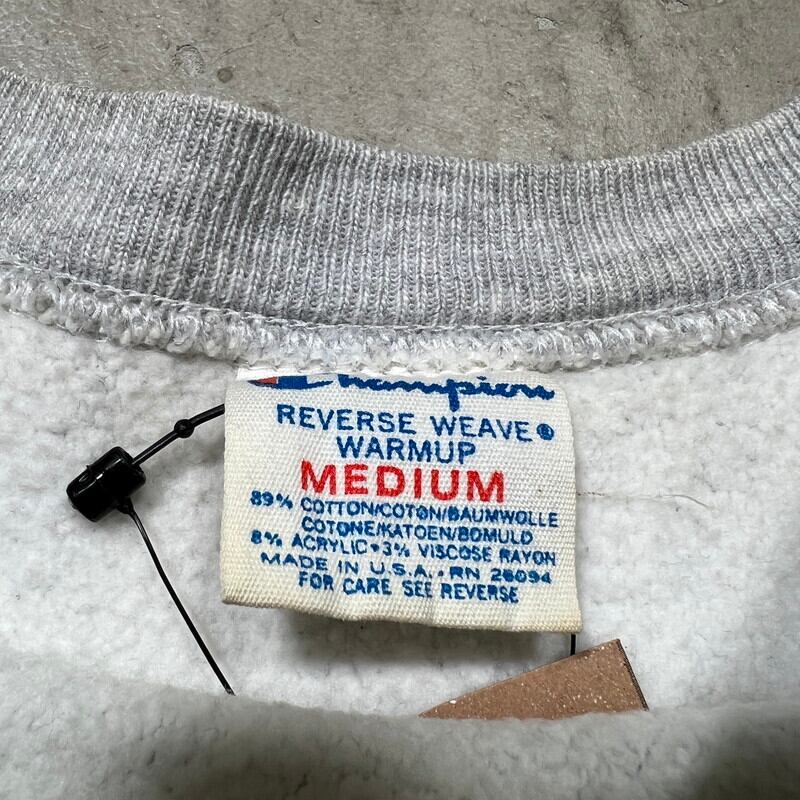 Champion
REVERSE WEAVE®
WARMUP
MEDIUM
89% COTTON/COTON/BAUMWOLLE
COTONE/KATOEN/BOMULD
8% ACRYLIC•3% VISCOSE RAYON
MADE IN U.S.A.•RN 26094
FOR CARE SEE REVERSE